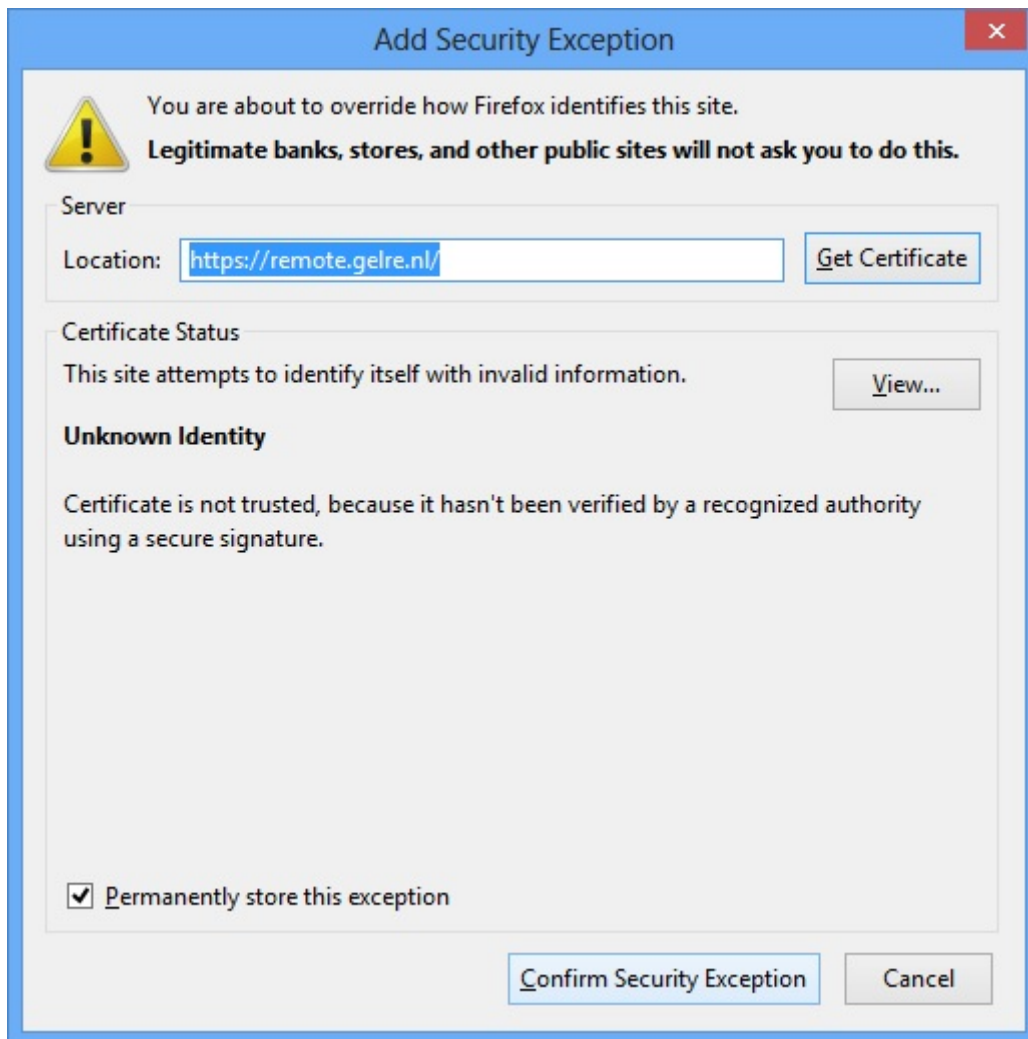 Add Security Exception
You are about to override how Firefox identifies this site.
Legitimate banks, stores, and other public sites will not ask you to do this.
Server
Location: https://remote.gelre.nl/ Get Certificate
Certificate Status
This site attempts to identify itself with invalid information. View...
Unknown Identity
Certificate is not trusted, because it hasn't been verified by a recognized authority
using a secure signature.
Permanently store this exception
Confirm Security Exception Cancel